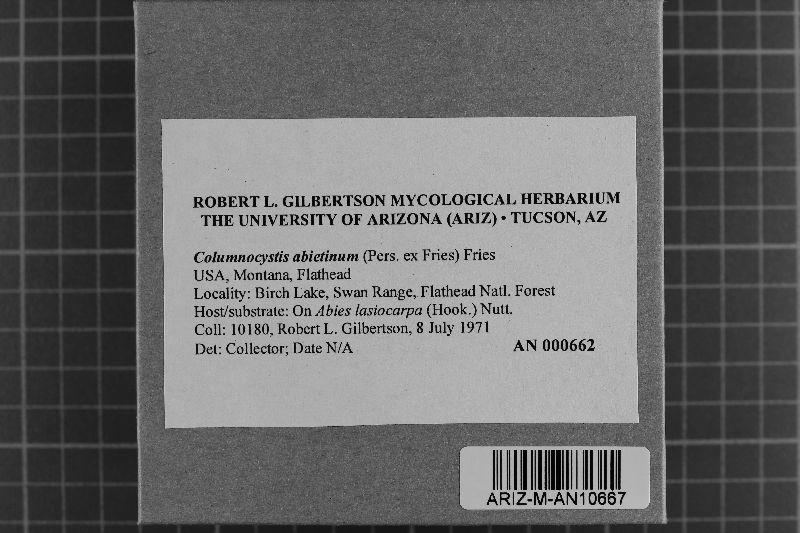 ROBERT L. GILBERTSON MYCOLOGICAL HERBARIUM
THE UNIVERSITY OF ARIZONA (ARIZ) • TUCSON, AZ
Columnocystis abietinum (Pers. ex Fries) Fries
USA, Montana, Flathead
Locality: Birch Lake, Swan Range, Flathead Natl. Forest
Host/substrate: On Abies lasiocarpa (Hook.) Nutt.
Coll: 10180, Robert L. Gilbertson, 8 July 1971
Det: Collector; Date N/A AN 000662
ARIZ-M-AN10667